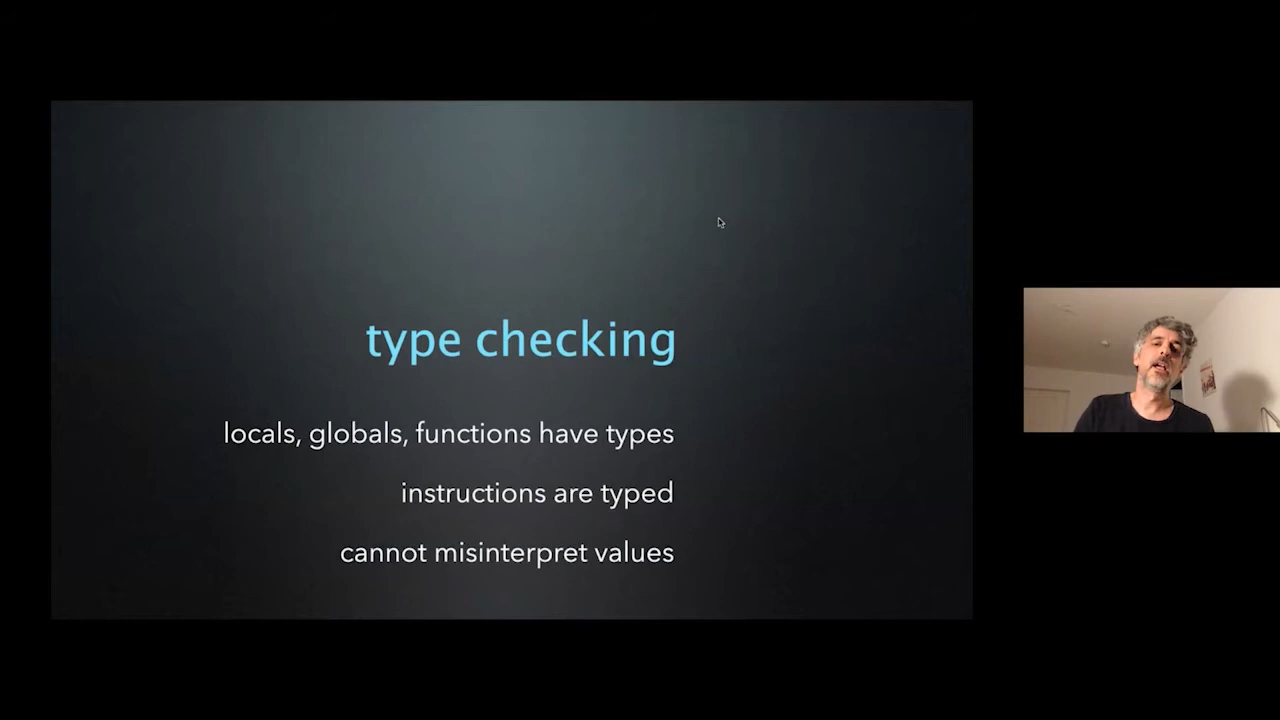 type checking
locals, globals, functions have types
instructions are typed
cannot misinterpret values